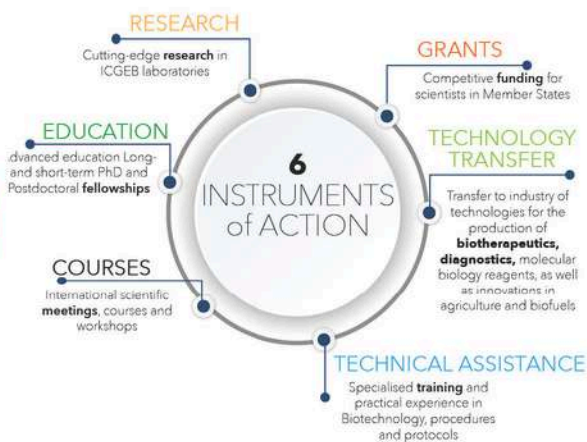 RESEARCH
Cutting-edge research in
ICGEB laboratories
GRANTS
Competitive funding for
scientists in Member States
EDUCATION
dvanced education Long-
and short-term PhD and
Postdoctoral fellowships
6
INSTRUMENTS
of ACTION
TECHNOLOGY
TRANSFER
Transfer to industry of
technologies for the
production of
biotherapeutics,
diagnostics, molecular
biology reagents, as well
as innovations in
agriculture and biofuels
COURSES
International scientific
meetings, courses and
workshops
TECHNICAL ASSISTANCE
Specialised training and
practical experience in
Biotechnology, procedures
and protocols